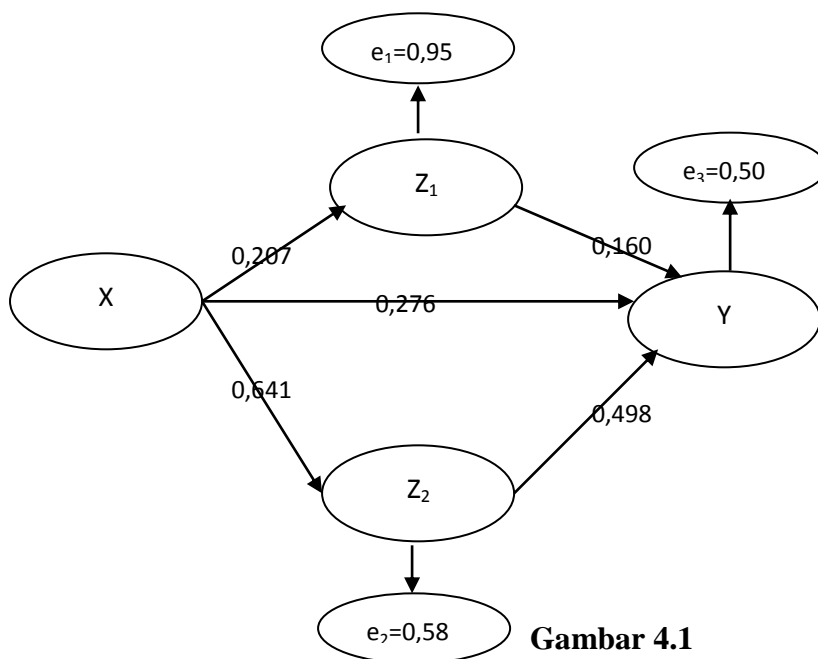 e₁=0,95
Z₁
e₃=0,50
0,207
0,160
X
0,276
Y
0,641
0,498
Z₂
e₂=0,58
Gambar 4.1